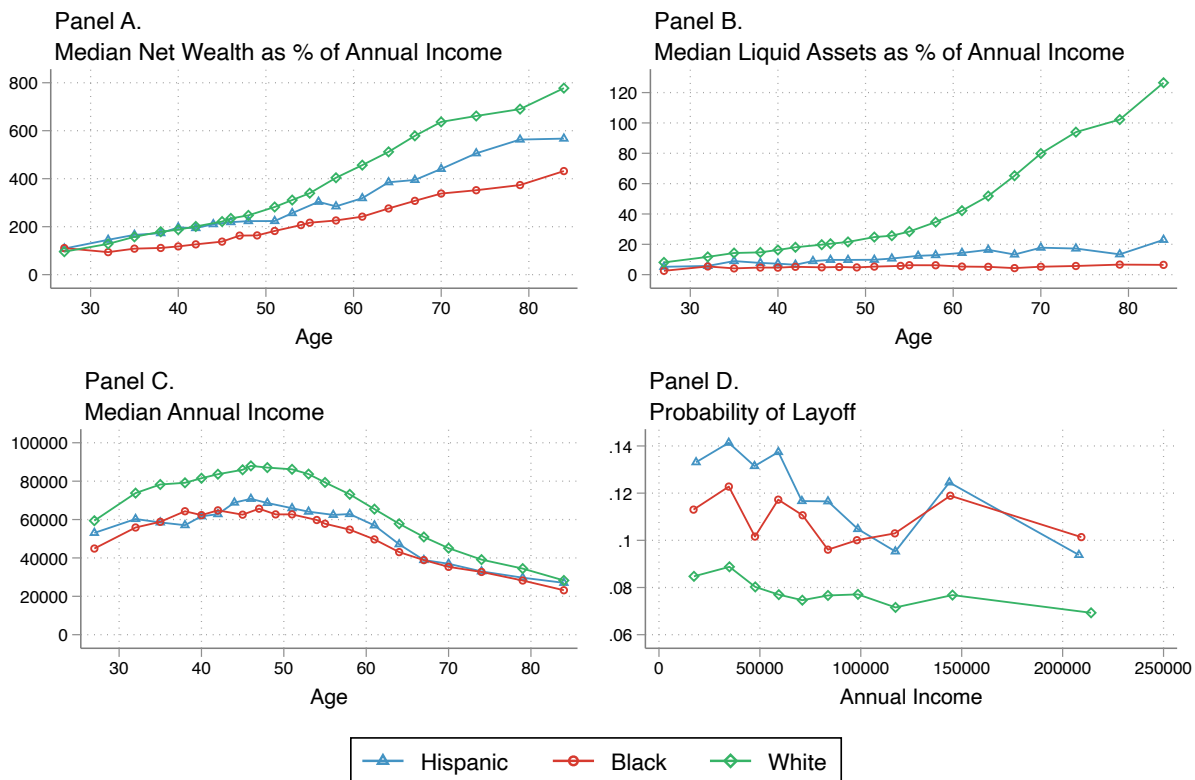 Panel A.
Median Net Wealth as % of Annual Income
800
600
400
200
0
30 40 50 60 70 80
Age
Panel B.
Median Liquid Assets as % of Annual Income
120
100
80
60
40
20
0
30 40 50 60 70 80
Age
Panel C.
Median Annual Income
100000
80000
60000
40000
20000
0
30 40 50 60 70 80
Age
Panel D.
Probability of Layoff
.14
.12
.1
.08
.06
0 50000 100000 150000 200000 250000
Annual Income
Hispanic Black White